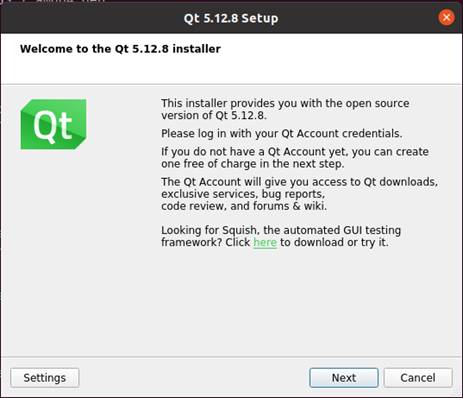 Qt 5.12.8 Setup
Welcome to the Qt 5.12.8 installer
Qt
This installer provides you with the open source
version of Qt 5.12.8.
Please log in with your Qt Account credentials.
If you do not have a Qt Account yet, you can create
one free of charge in the next step.
The Qt Account will give you access to Qt downloads,
exclusive services, bug reports,
code review, and forums & wiki.
Looking for Squish, the automated GUI testing
framework? Click here to download or try it.
Settings
Next
Cancel